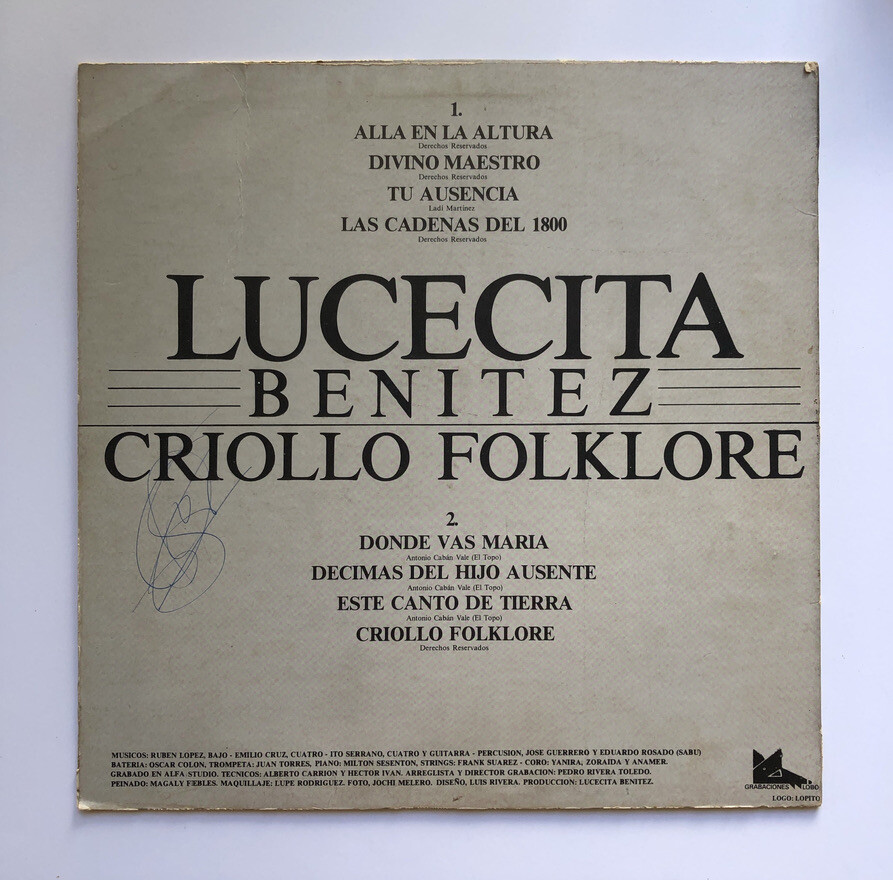 1.
ALLA EN LA ALTURA
Derechos Reservados
DIVINO MAESTRO
Derechos Reservados
TU AUSENCIA
Ladi Martínez
LAS CADENAS DEL 1800
Derechos Reservados
LUCECITA
BENITEZ
CRIOLLO FOLKLORE
2.
DONDE VAS MARIA
Antonio Cabán Vale (El Topo)
DECIMAS DEL HIJO AUSENTE
Antonio Cabán Vale (El Topo)
ESTE CANTO DE TIERRA
Antonio Cabán Vale (El Topo)
CRIOLLO FOLKLORE
Derechos Reservados
MUSICOS: RUBEN LOPEZ, BAJO - EMILIO CRUZ, CUATRO - ITO SERRANO, CUATRO Y GUITARRA - PERCUSION, JOSE GUERRERO Y EDUARDO ROSADO (SABU)
BATERIA: OSCAR COLON, TROMPETA: JUAN TORRES, PIANO: MILTON SESENTON, STRINGS: FRANK SUAREZ - CORO: YANIRA, ZORAIDA Y ANAMER.
GRABADO EN ALFA STUDIO. TECNICOS: ALBERTO CARRION Y HECTOR IVAN. ARREGLISTA Y DIRECTOR GRABACION: PEDRO RIVERA TOLEDO.
PEINADO: MAGALY FEBLES. MAQUILLAJE: LUPE RODRIGUEZ. FOTO, JOCHI MELERO. DISEÑO, LUIS RIVERA. PRODUCCION: LUCECITA BENITEZ.
GRABACIONES LOBO
LOGO: LOPITO